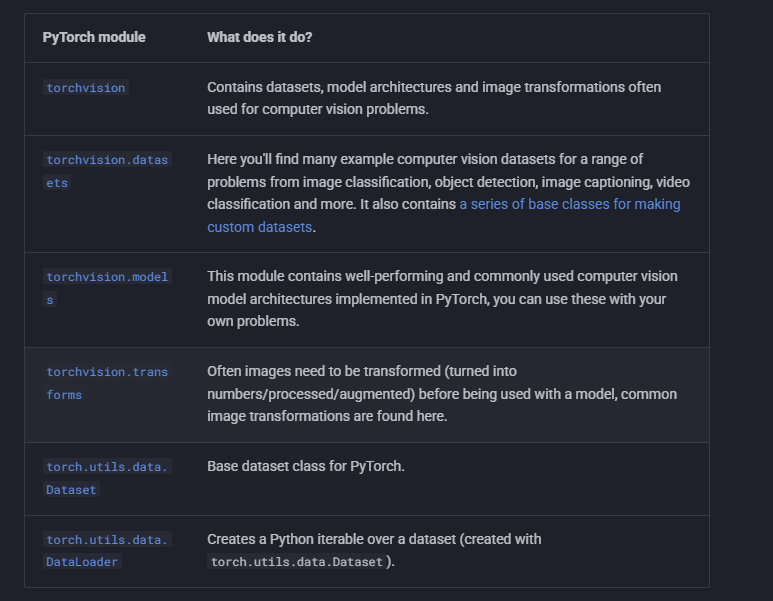 PyTorch module What does it do?
torchvision Contains datasets, model architectures and image transformations often
used for computer vision problems.
torchvision.datas Here you'll find many example computer vision datasets for a range of
ets problems from image classification, object detection, image captioning, video
classification and more. It also contains a series of base classes for making
custom datasets.
torchvision.model This module contains well-performing and commonly used computer vision
s model architectures implemented in PyTorch, you can use these with your
own problems.
torchvision.trans Often images need to be transformed (turned into
forms numbers/processed/augmented) before being used with a model, common
image transformations are found here.
torch.utils.data. Base dataset class for PyTorch.
Dataset
torch.utils.data. Creates a Python iterable over a dataset (created with
DataLoader torch.utils.data.Dataset).